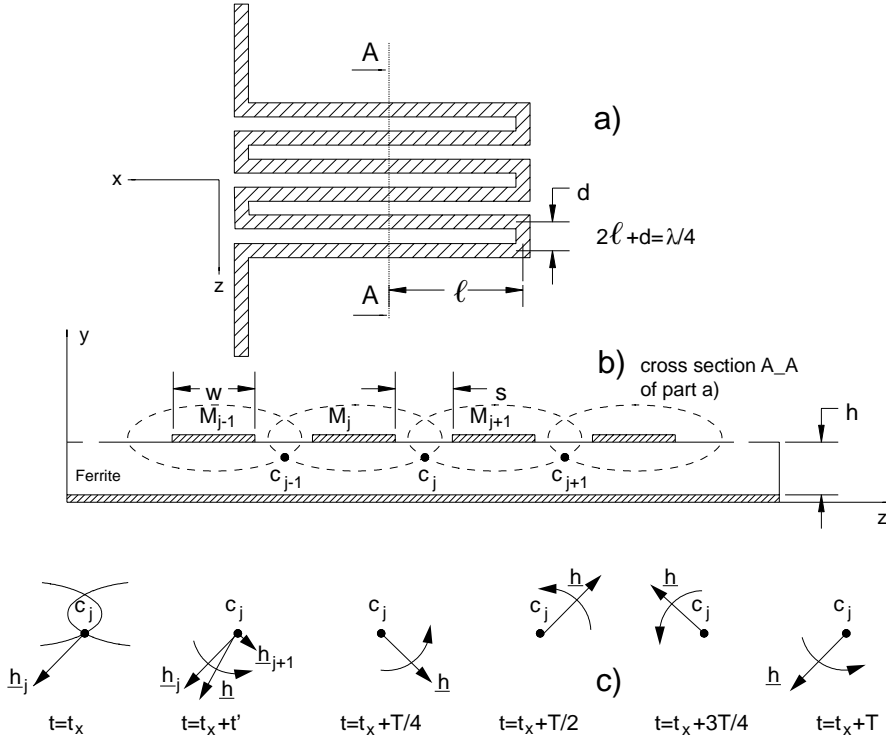 A
a)
x
d
2ℓ+d=λ/4
z
A
ℓ
y
b)
cross section A_A
of part a)
w
s
M_{j-1}
M_j
M_{j+1}
h
Ferrite
c_{j-1}
c_j
c_{j+1}
z
c_j
c_j
c_j
c_j
c_j
c_j
h
h
h_j
h_j
h
h_{j+1}
h
h
c)
t=t_x
t=t_x+t'
t=t_x+T/4
t=t_x+T/2
t=t_x+3T/4
t=t_x+T